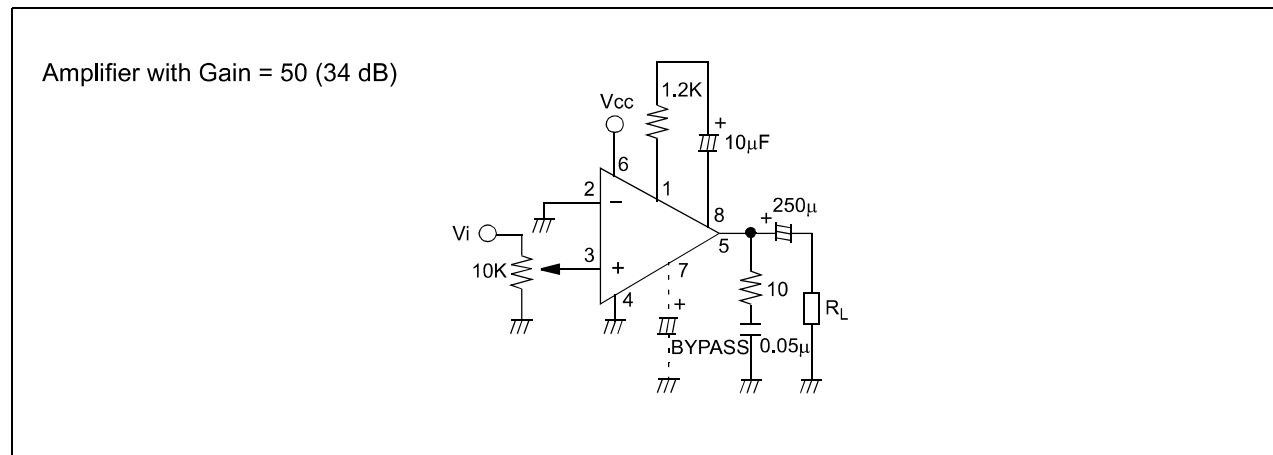 Amplifier with Gain = 50 (34 dB)
1.2K
Vcc
+
10µF
6
1
2
−
8
250µ
+
Vi
5
3
+
10K
7
4
+
10
BYPASS
0.05µ
RL